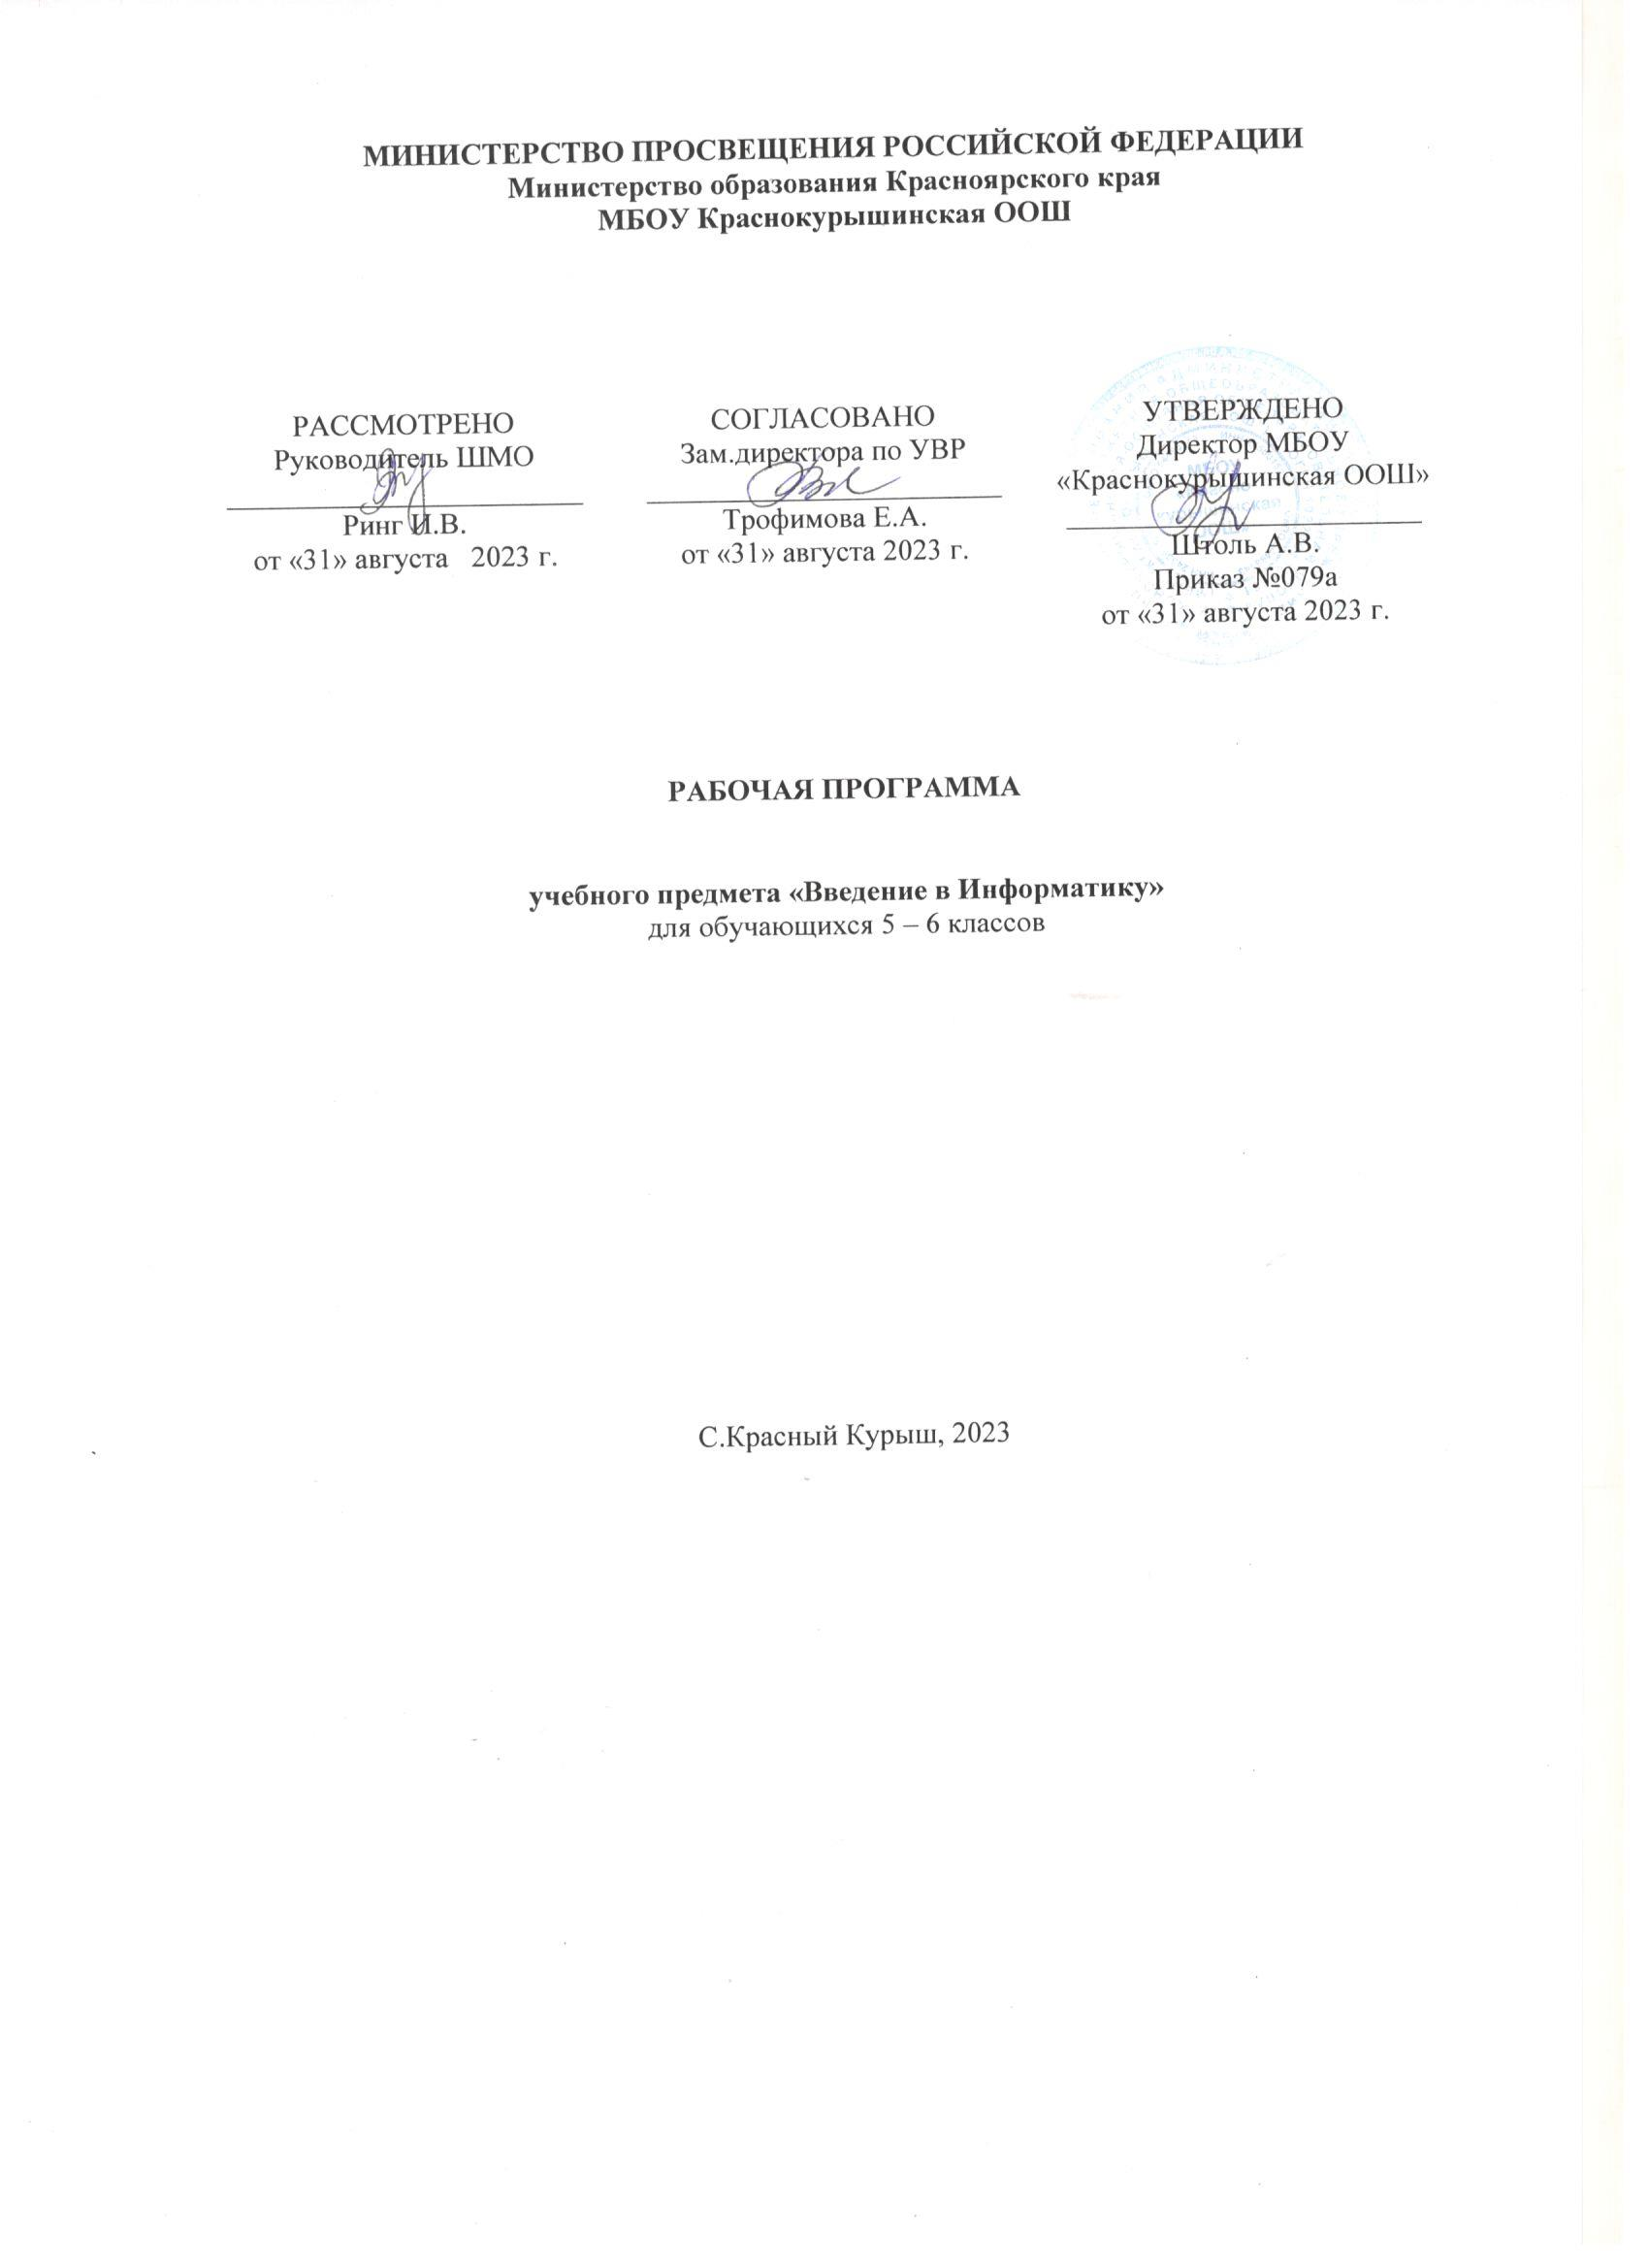 МИНИСТЕРСТВО ПРОСВЕЩЕНИЯ РОССИЙСКОЙ ФЕДЕРАЦИИ
Министерство образования Красноярского края
МБОУ Краснокурышинская ООШ
РАССМОТРЕНО
Руководитель ШМО
Ринг И.В.
от «31» августа 2023 г.
СОГЛАСОВАНО
Зам.директора по УВР
Трофимова Е.А.
от «31» августа 2023 г.
УТВЕРЖДЕНО
Директор МБОУ
«Краснокурышинская ООШ»
Штоль А.В.
Приказ №079а
от «31» августа 2023 г.
РАБОЧАЯ ПРОГРАММА
учебного предмета «Введение в Информатику»
для обучающихся 5 – 6 классов
С.Красный Курыш, 2023